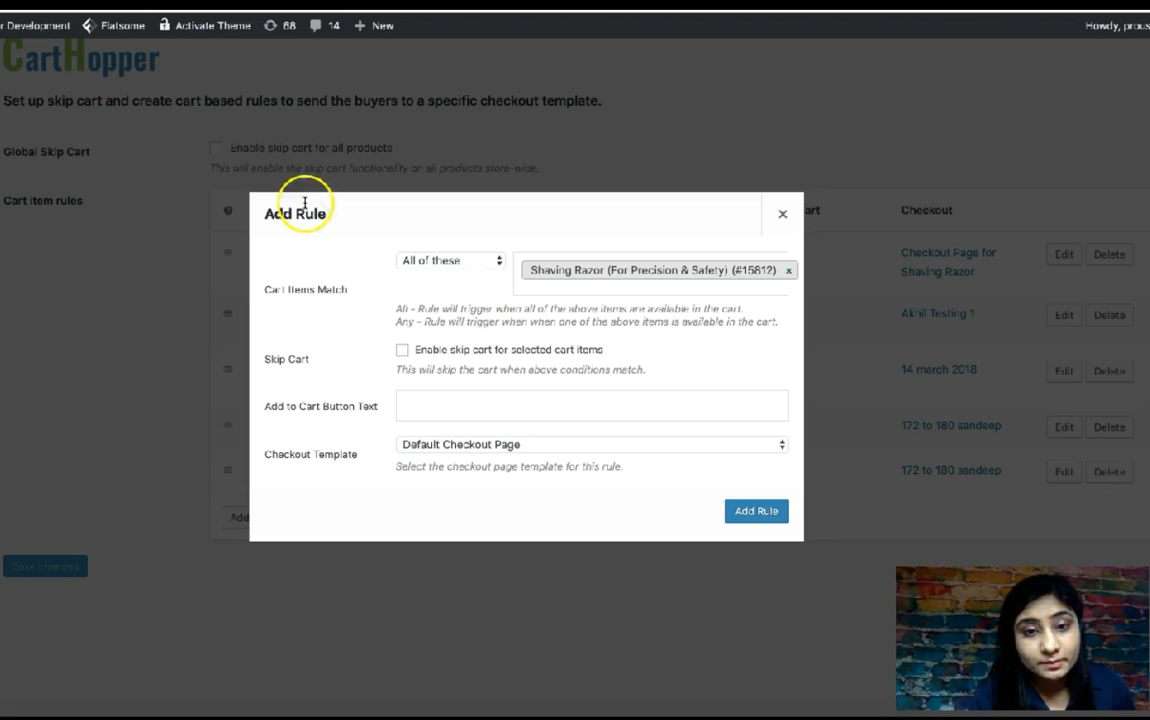 r Development Flatsome Activate Theme 68 14 New Howdy, prous
CartHopper
Set up skip cart and create cart based rules to send the buyers to a specific checkout template.
Global Skip Cart
Enable skip cart for all products
This will enable the skip cart functionality on all products store-wide.
Cart item rules
art Checkout
Add Rule
×
Checkout Page for
Shaving Razor
Edit Delete
Cart Items Match
All of these
Shaving Razor (For Precision & Safety) (#15812) ×
All - Rule will trigger when all of the above items are available in the cart.
Any - Rule will trigger when when one of the above items is available in the cart.
Akhil Testing 1 Edit Delete
Skip Cart
Enable skip cart for selected cart items
This will skip the cart when above conditions match.
14 march 2018 Edit Delete
Add to Cart Button Text
172 to 180 sandeep Edit Delete
Checkout Template
Default Checkout Page
Select the checkout page template for this rule.
172 to 180 sandeep Edit Delete
Add Rule
Add
Save changes